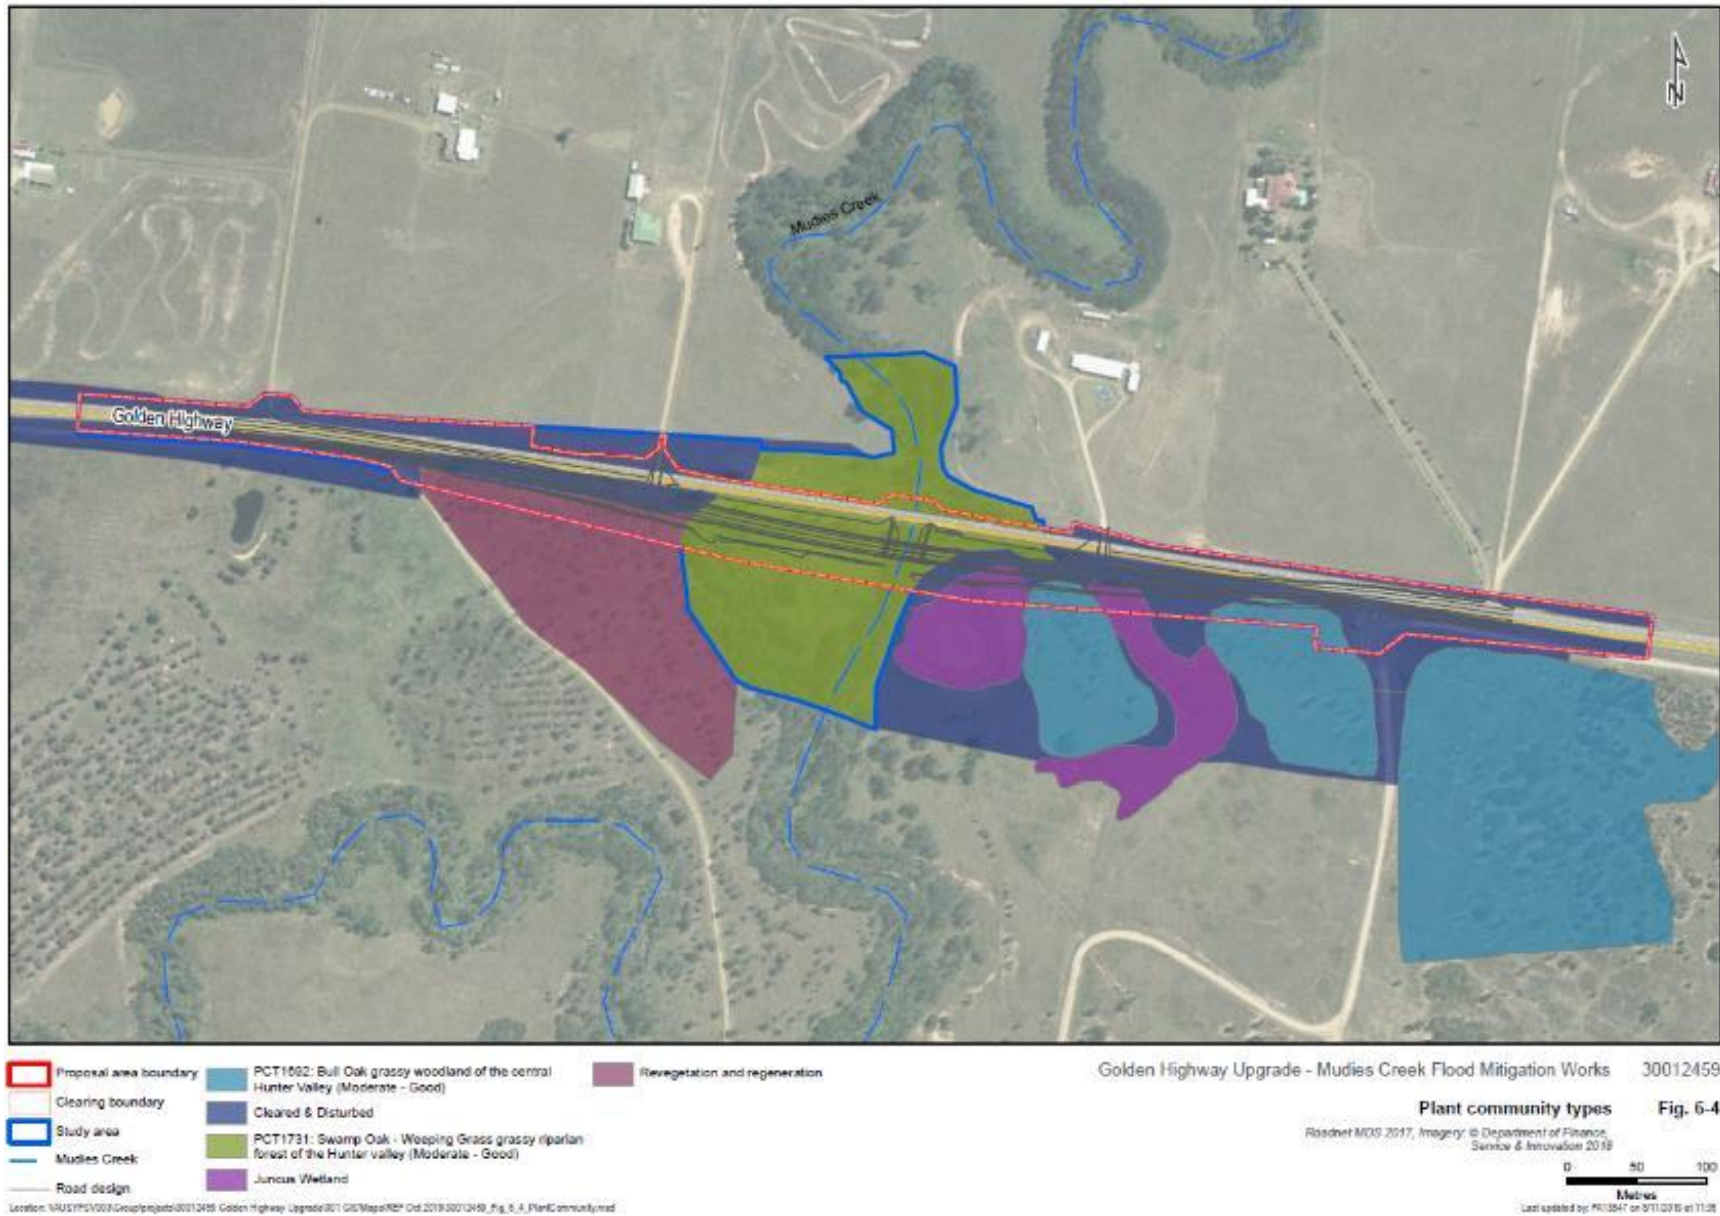 N
Mudies Creek
Golden Highway
Proposal area boundary
Clearing boundary
Study area
Mudies Creek
Road design
PCT1692: Bull Oak grassy woodland of the central
Hunter Valley (Moderate - Good)
Cleared & Disturbed
PCT1731: Swamp Oak - Weeping Grass grassy riparian
forest of the Hunter valley (Moderate - Good)
Juncus Wetland
Revegetation and regeneration
Golden Highway Upgrade - Mudies Creek Flood Mitigation Works 30012459
Plant community types Fig. 6-4
Roadnet MDS 2017, Imagery: © Department of Finance,
Service & Innovation 2018
0 50 100
Metres